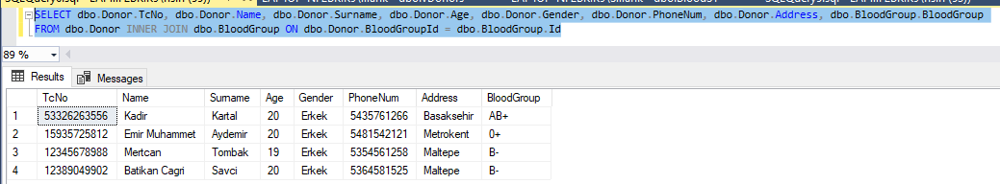 SELECT dbo.Donor.TcNo, dbo.Donor.Name, dbo.Donor.Surname, dbo.Donor.Age, dbo.Donor.Gender, dbo.Donor.PhoneNum, dbo.Donor.Address, dbo.BloodGroup.BloodGroup
FROM dbo.Donor INNER JOIN dbo.BloodGroup ON dbo.Donor.BloodGroupId = dbo.BloodGroup.Id
89 %
Results Messages
TcNo Name Surname Age Gender PhoneNum Address BloodGroup
1 53326263556 Kadir Kartal 20 Erkek 5435761266 Basaksehir AB+
2 15935725812 Emir Muhammet Aydemir 20 Erkek 5481542121 Metrokent 0+
3 12345678988 Mertcan Tombak 19 Erkek 5354561258 Maltepe B-
4 12389049902 Batikan Cagri Savci 20 Erkek 5364581525 Maltepe B-